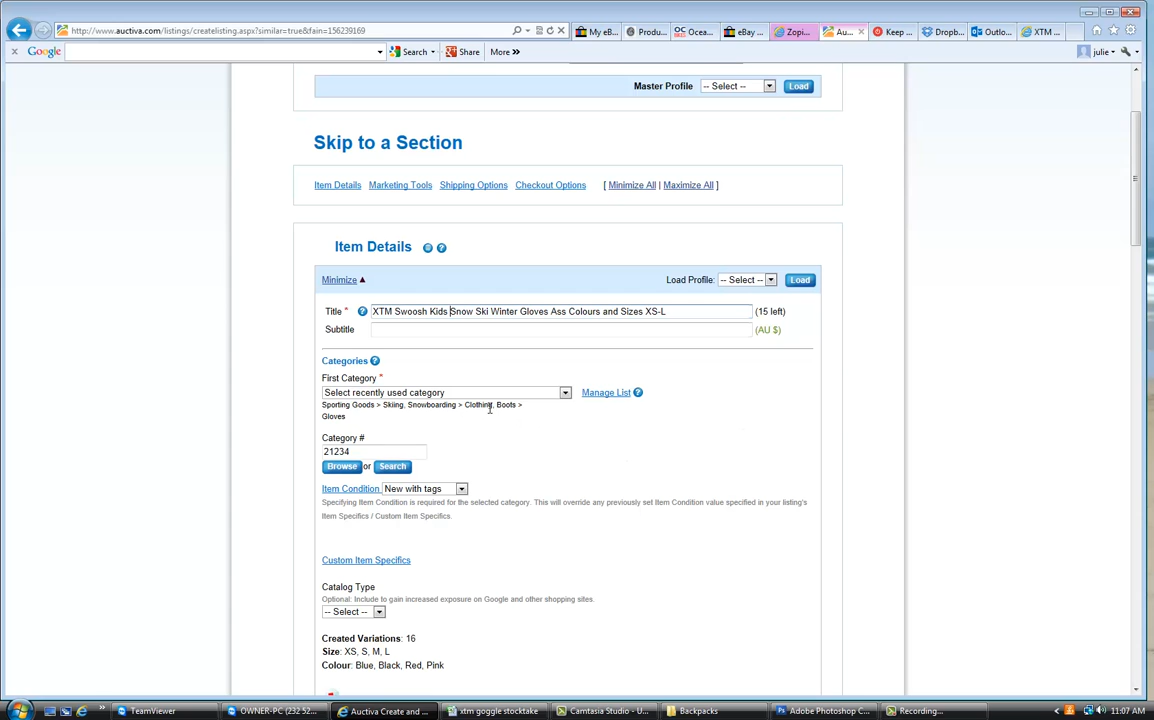 http://www.auctiva.com/listings/createlisting.aspx?similar=true&fain=156239169
My eB...
Produ...
Ocea...
eBay ...
Zopi...
Au...
Keep ...
Dropb...
Outlo...
XTM ...
Google
Search
Share
More »
julie
Master Profile
-- Select --
Load
Skip to a Section
Item Details
Marketing Tools
Shipping Options
Checkout Options
[ Minimize All | Maximize All ]
Item Details
Minimize
Load Profile:
-- Select --
Load
Title *
XTM Swoosh Kids Snow Ski Winter Gloves Ass Colours and Sizes XS-L
(15 left)
Subtitle
(AU $)
Categories
First Category *
Select recently used category
Manage List
Sporting Goods > Skiing, Snowboarding > Clothing, Boots >
Gloves
Category #
21234
Browse or Search
Item Condition
New with tags
Specifying Item Condition is required for the selected category. This will override any previously set Item Condition value specified in your listing's
Item Specifics / Custom Item Specifics.
Custom Item Specifics
Catalog Type
Optional: Include to gain increased exposure on Google and other shopping sites.
-- Select --
Created Variations: 16
Size: XS, S, M, L
Colour: Blue, Black, Red, Pink
TeamViewer
OWNER-PC (232 52...
Auctiva Create and ...
xtm goggle stocktake
Camtasia Studio - U...
Backpacks
Adobe Photoshop C...
Recording...
11:07 AM